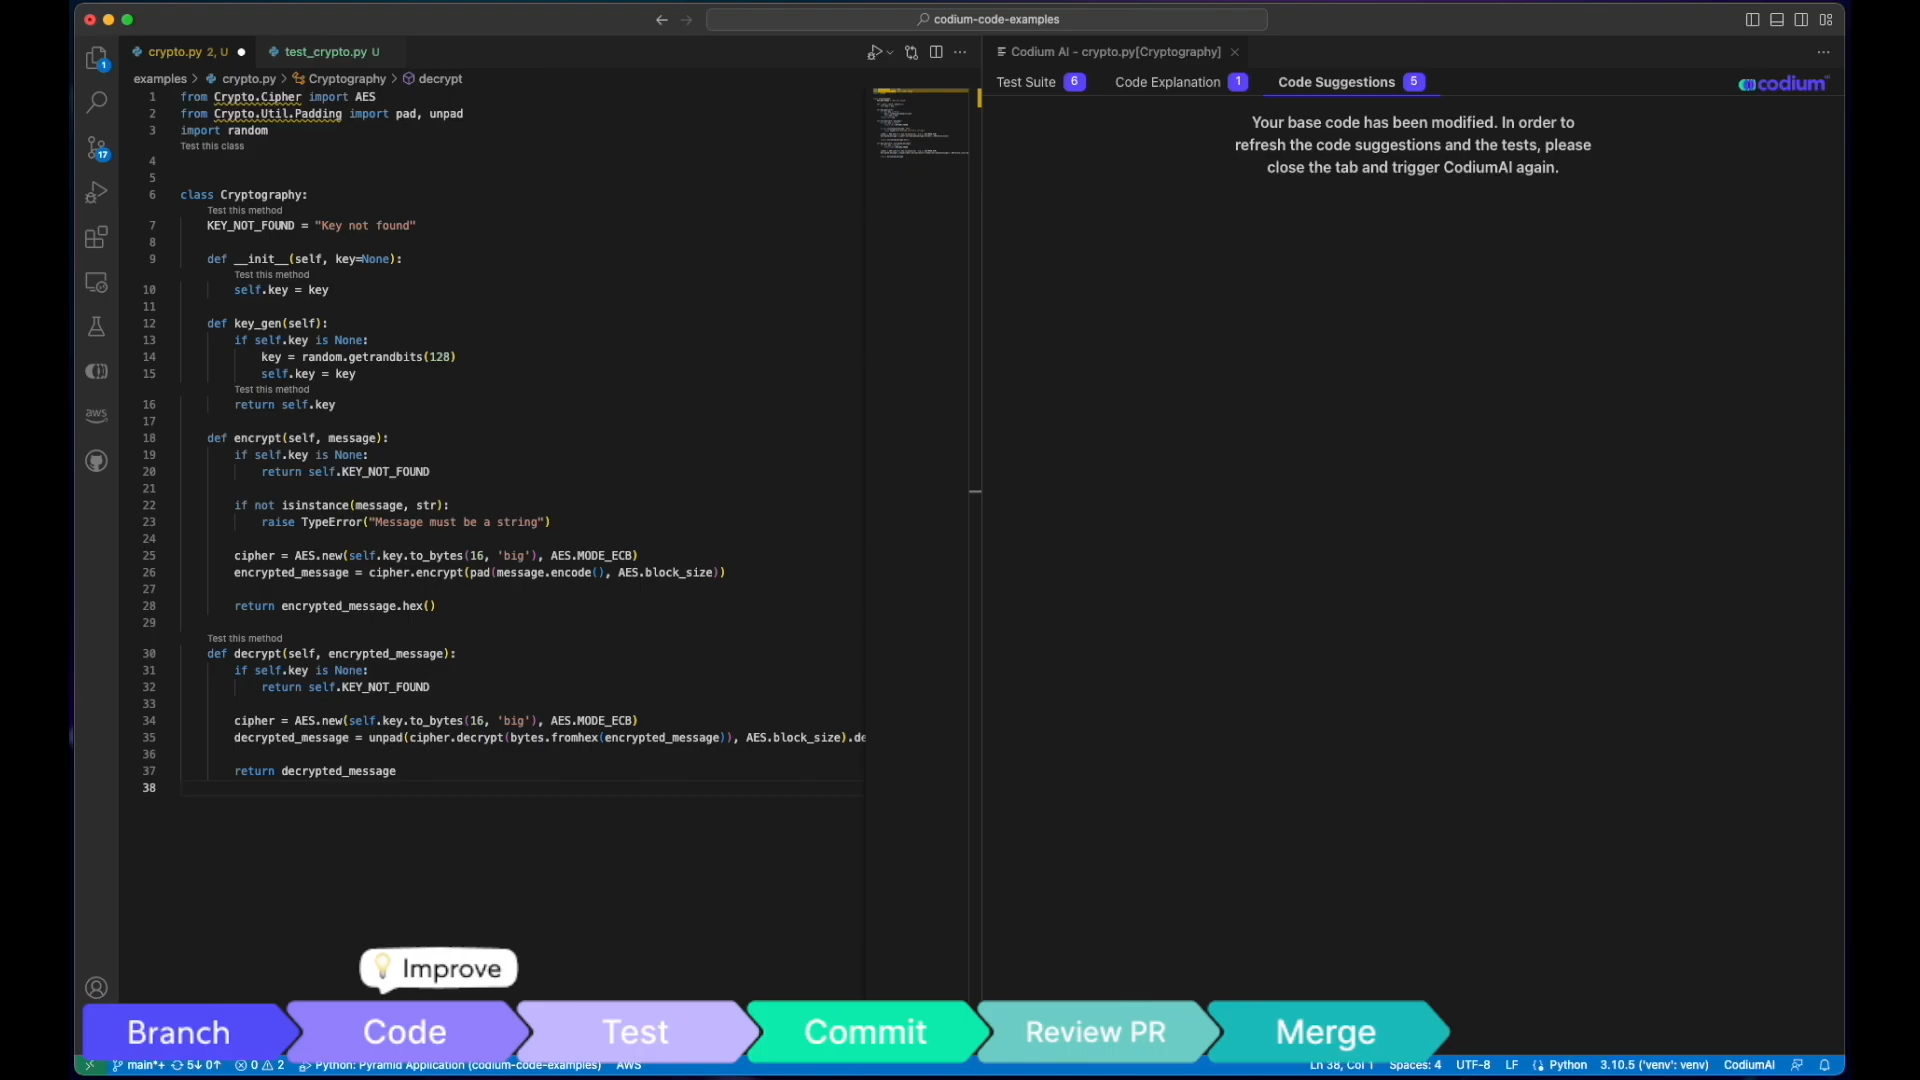 codium-code-examples
crypto.py 2, U
test_crypto.py U
Codium AI - crypto.py[Cryptography]
examples > crypto.py > Cryptography > decrypt
Test Suite 6
Code Explanation 1
Code Suggestions 5
codium
Your base code has been modified. In order to
refresh the code suggestions and the tests, please
close the tab and trigger CodiumAI again.
1
17
aws
1 from Crypto.Cipher import AES
2 from Crypto.Util.Padding import pad, unpad
3 import random
Test this class
4
5
6 class Cryptography:
Test this method
7 KEY_NOT_FOUND = "Key not found"
8
9 def __init__(self, key=None):
Test this method
10 self.key = key
11
12 def key_gen(self):
13 if self.key is None:
14 key = random.getrandbits(128)
15 self.key = key
Test this method
16 return self.key
17
18 def encrypt(self, message):
19 if self.key is None:
20 return self.KEY_NOT_FOUND
21
22 if not isinstance(message, str):
23 raise TypeError("Message must be a string")
24
25 cipher = AES.new(self.key.to_bytes(16, 'big'), AES.MODE_ECB)
26 encrypted_message = cipher.encrypt(pad(message.encode(), AES.block_size))
27
28 return encrypted_message.hex()
29
Test this method
30 def decrypt(self, encrypted_message):
31 if self.key is None:
32 return self.KEY_NOT_FOUND
33
34 cipher = AES.new(self.key.to_bytes(16, 'big'), AES.MODE_ECB)
35 decrypted_message = unpad(cipher.decrypt(bytes.fromhex(encrypted_message)), AES.block_size).de
36
37 return decrypted_message
38
Improve
Branch
Code
Test
Commit
Review PR
Merge
main*+ 5↓ 0↑ 0 2 Python: Pyramid Application (codium-code-examples) AWS
Ln 38, Col 1 Spaces: 4 UTF-8 LF Python 3.10.5 ('venv': venv) CodiumAI